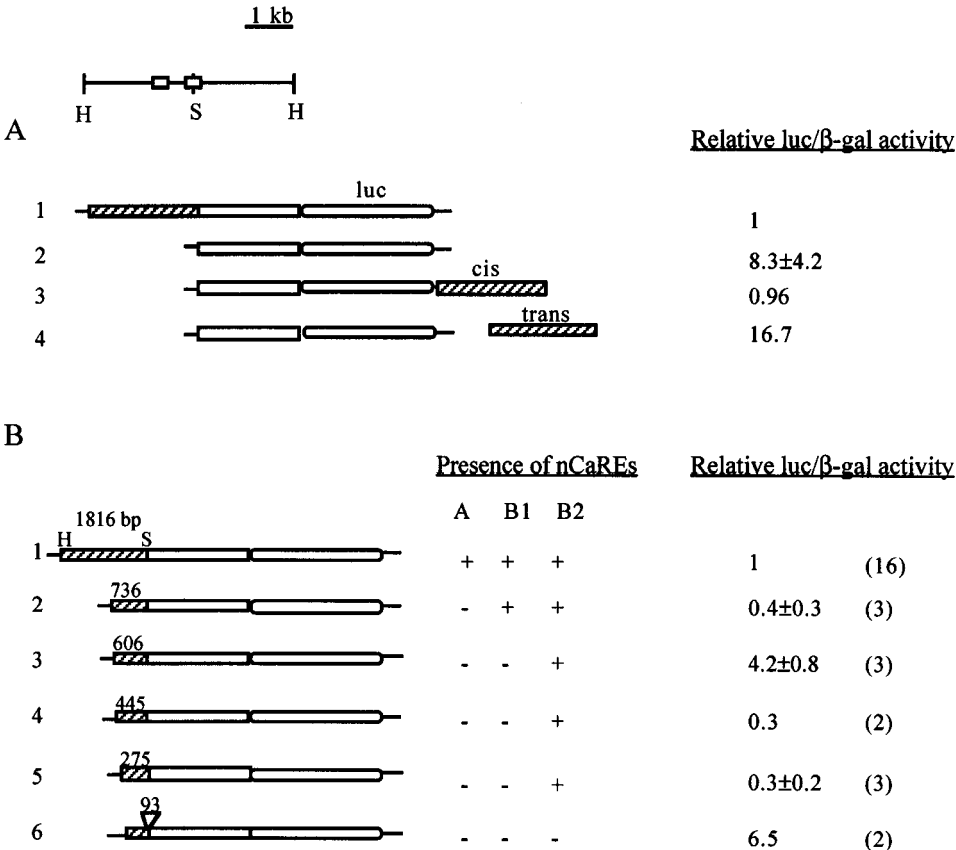 1 kb
H S H
A
Relative luc/β-gal activity
luc
1 1
2 8.3±4.2
cis
3 0.96
trans
4 16.7
B
Presence of nCaREs Relative luc/β-gal activity
A B1 B2
1816 bp
H S
1 + + + 1 (16)
736
2 - + + 0.4±0.3 (3)
606
3 - - + 4.2±0.8 (3)
445
4 - - + 0.3 (2)
275
5 - - + 0.3±0.2 (3)
93
6 - - - 6.5 (2)